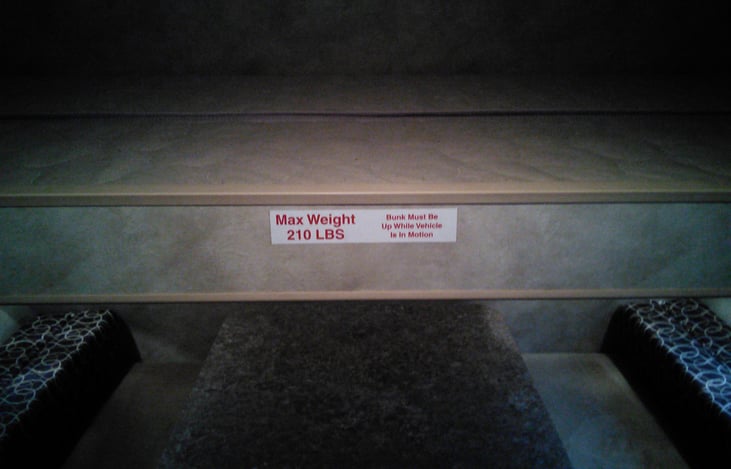 Max Weight
210 LBS
Bunk Must Be
Up While Vehicle
Is In Motion